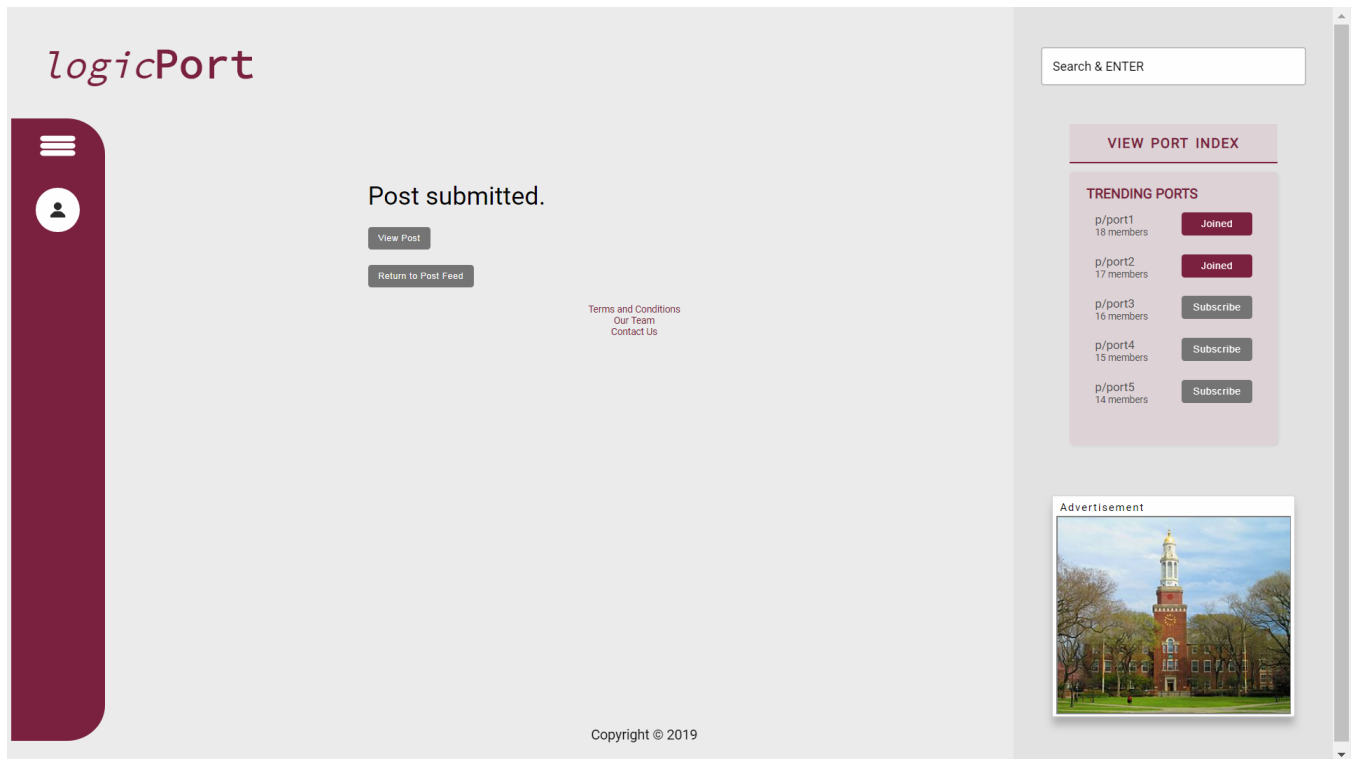 logicPort
Search & ENTER
VIEW PORT INDEX
Post submitted.
View Post
Return to Post Feed
Terms and Conditions
Our Team
Contact Us
TRENDING PORTS
p/port1
18 members
Joined
p/port2
17 members
Joined
p/port3
16 members
Subscribe
p/port4
15 members
Subscribe
p/port5
14 members
Subscribe
Advertisement
Copyright © 2019